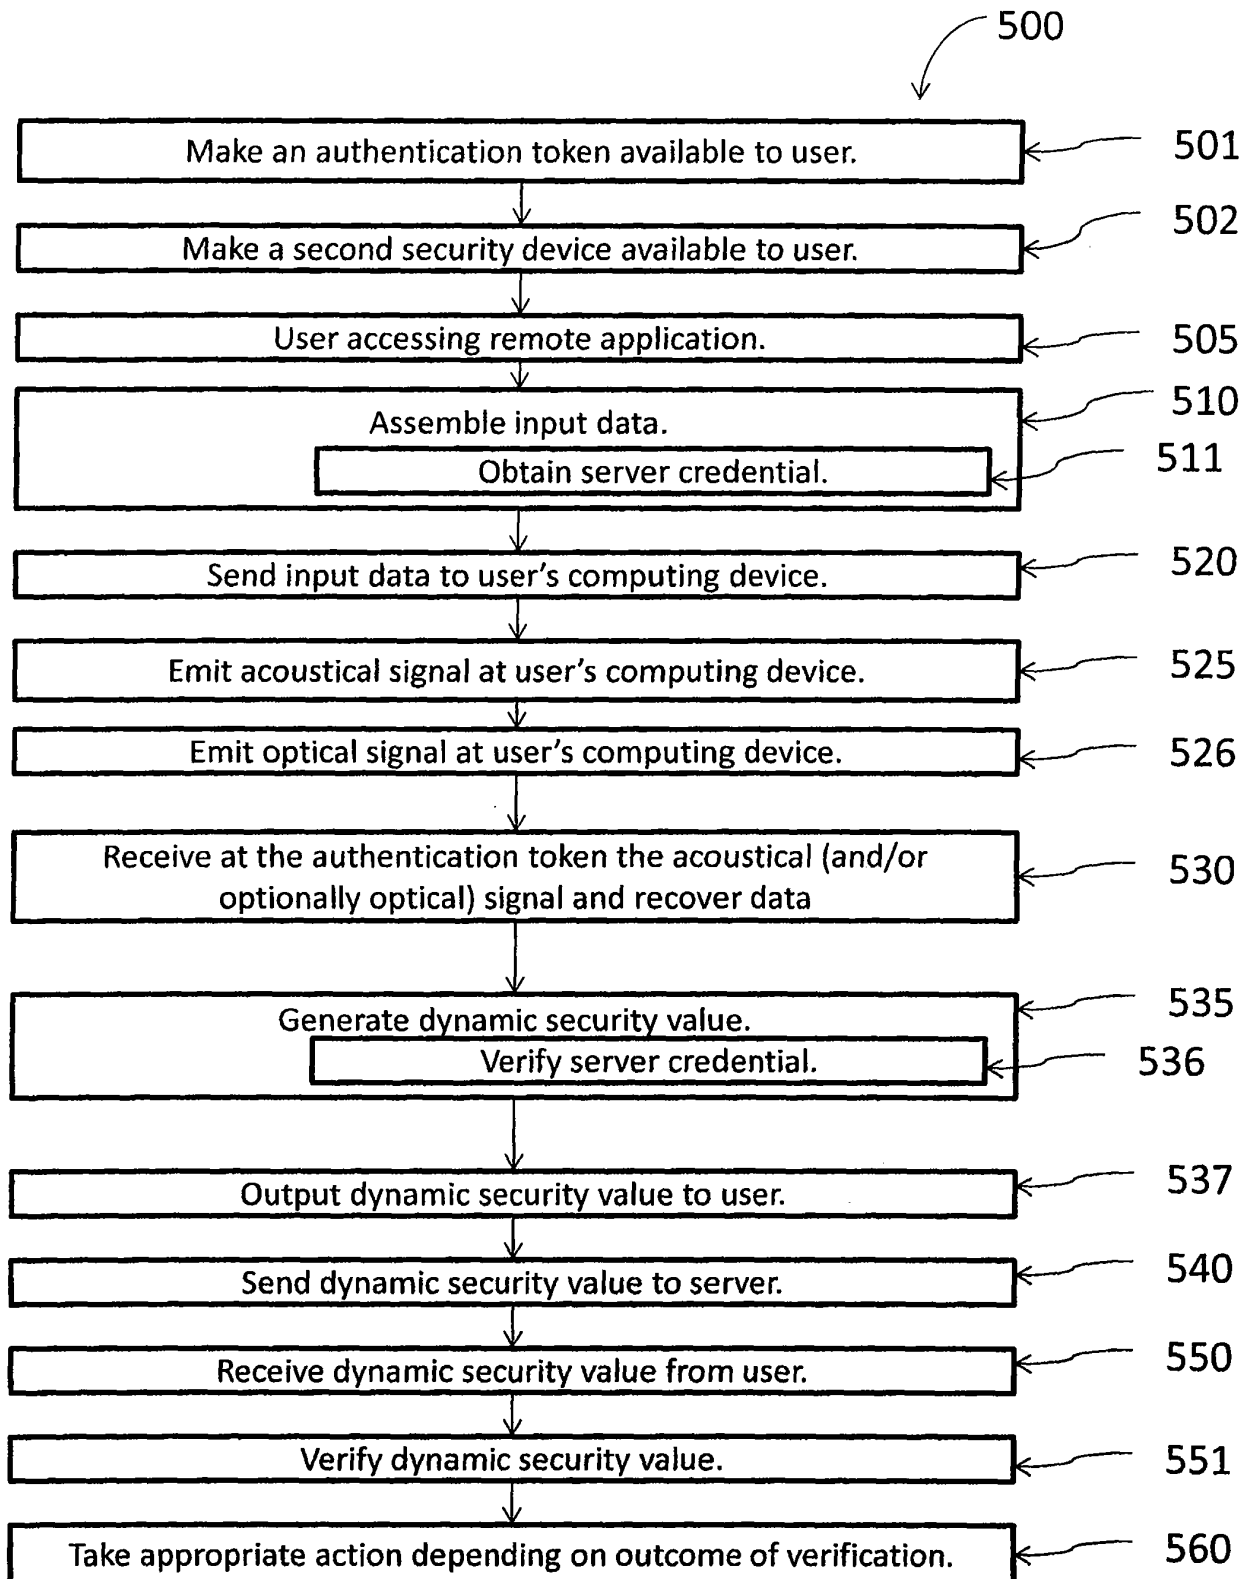 500
Make an authentication token available to user.
501
Make a second security device available to user.
502
User accessing remote application.
505
Assemble input data.
510
Obtain server credential.
511
Send input data to user’s computing device.
520
Emit acoustical signal at user’s computing device.
525
Emit optical signal at user’s computing device.
526
Receive at the authentication token the acoustical (and/or
optionally optical) signal and recover data
530
Generate dynamic security value.
535
Verify server credential.
536
Output dynamic security value to user.
537
Send dynamic security value to server.
540
Receive dynamic security value from user.
550
Verify dynamic security value.
551
Take appropriate action depending on outcome of verification.
560